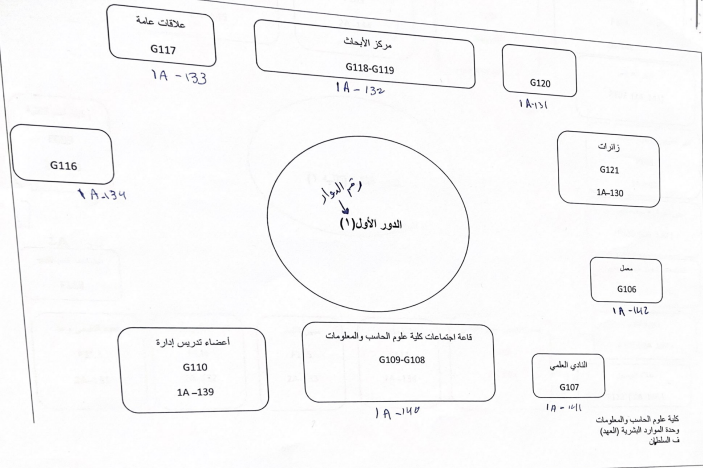 علاقات عامة
G117
1A-133
مركز الأبحاث
G118-G119
1A-132
G120
1A-131
G116
1A-134
زائرات
G121
1A-130
رقم الدوار
الدور الأول(١)
معمل
G106
1A-142
أعضاء تدريس إدارة
G110
1A-139
قاعة اجتماعات كلية علوم الحاسب والمعلومات
G109-G108
1A-140
النادي العلمي
G107
1A-141
كلية علوم الحاسب والمعلومات
وحدة الموارد البشرية (العهد)
ف السلطان